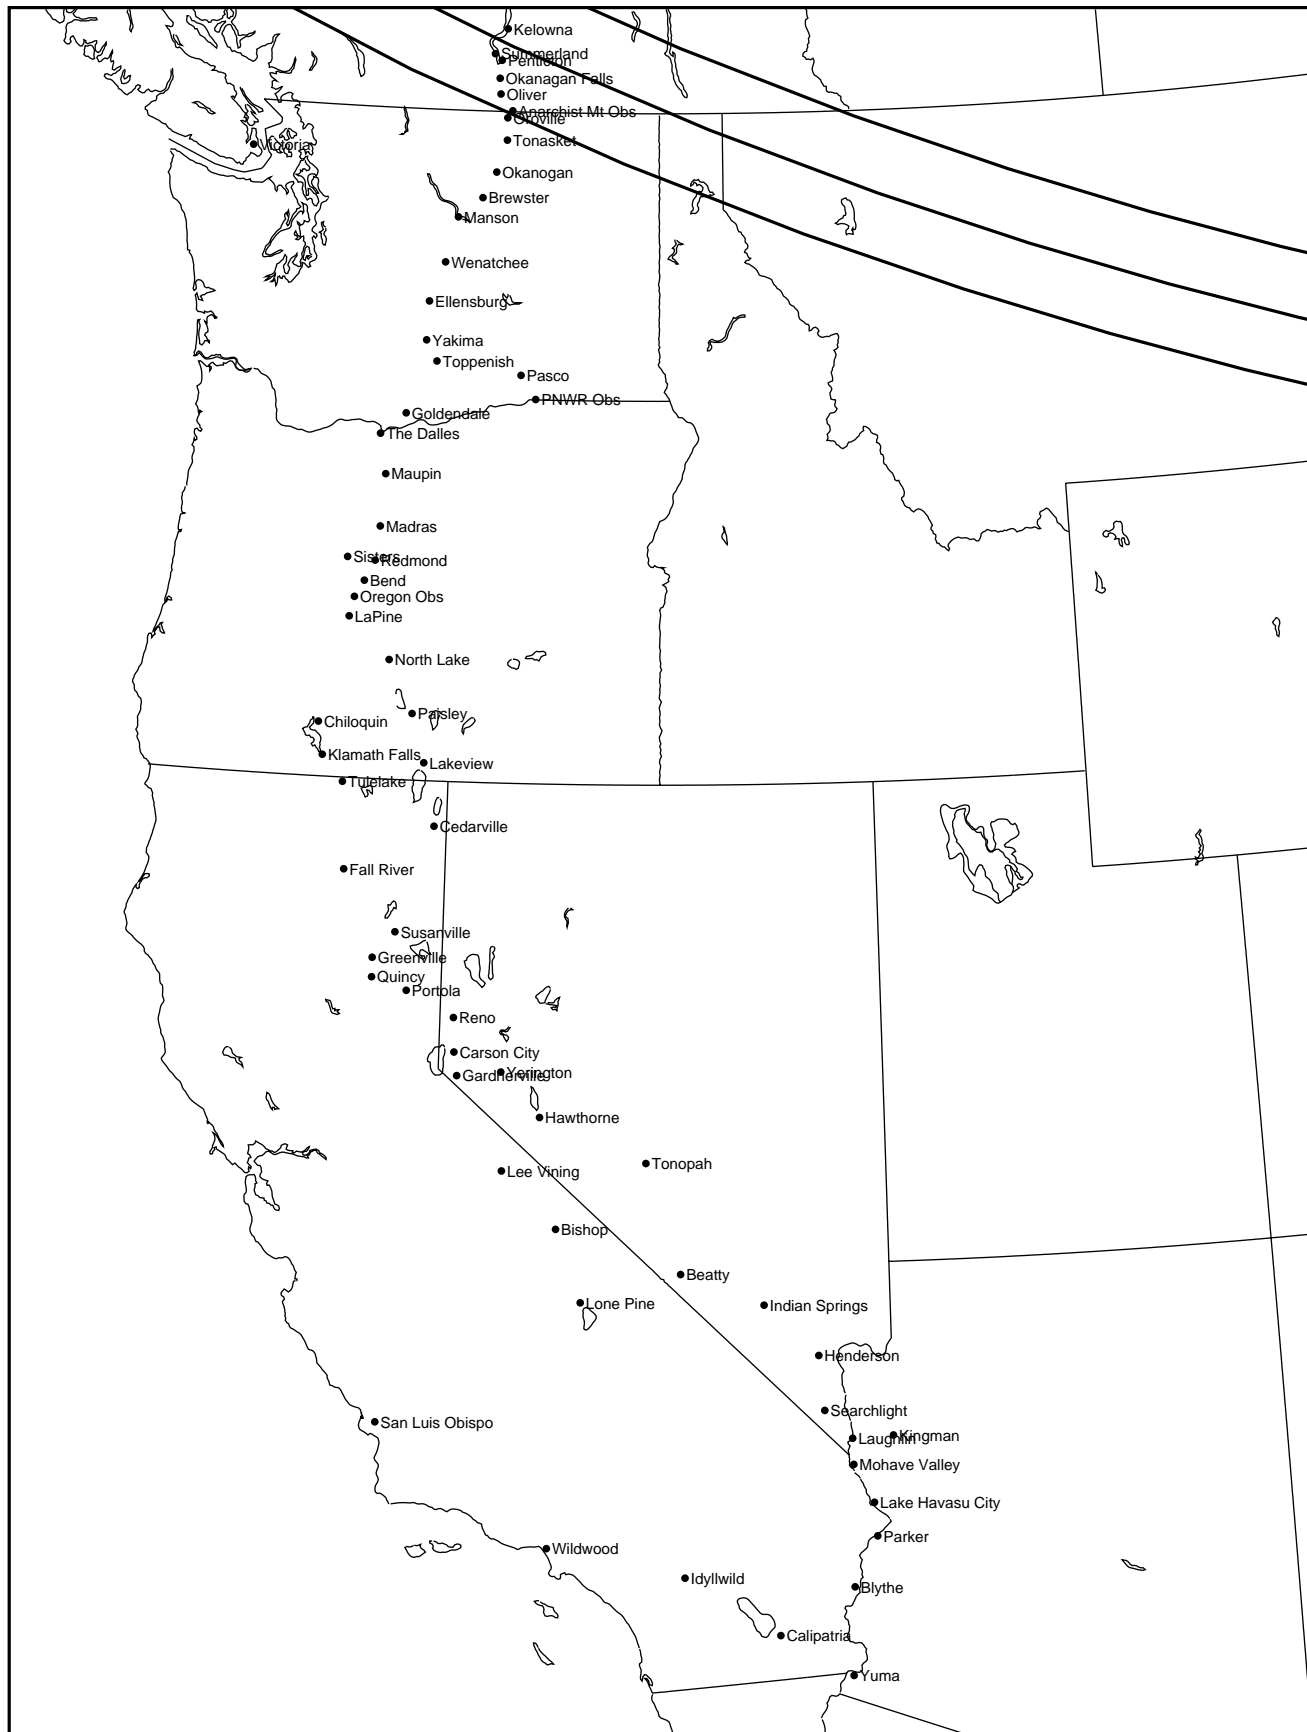 Kelowna
Summerland
Penticton
Okanagan Falls
Oliver
Anarchist Mt Obs
Oroville
Tonasket
Victoria
Okanogan
Brewster
Manson
Wenatchee
Ellensburg
Yakima
Toppenish
Pasco
PNWR Obs
Goldendale
The Dalles
Maupin
Madras
Sisters
Redmond
Bend
Oregon Obs
LaPine
North Lake
Paisley
Chiloquin
Klamath Falls
Lakeview
Tulelake
Cedarville
Fall River
Susanville
Greenville
Quincy
Portola
Reno
Carson City
Yerington
Gardnerville
Hawthorne
Tonopah
Lee Vining
Bishop
Beatty
Lone Pine
Indian Springs
Henderson
Searchlight
San Luis Obispo
Kingman
Laughlin
Mohave Valley
Lake Havasu City
Parker
Wildwood
Idyllwild
Blythe
Calipatria
Yuma